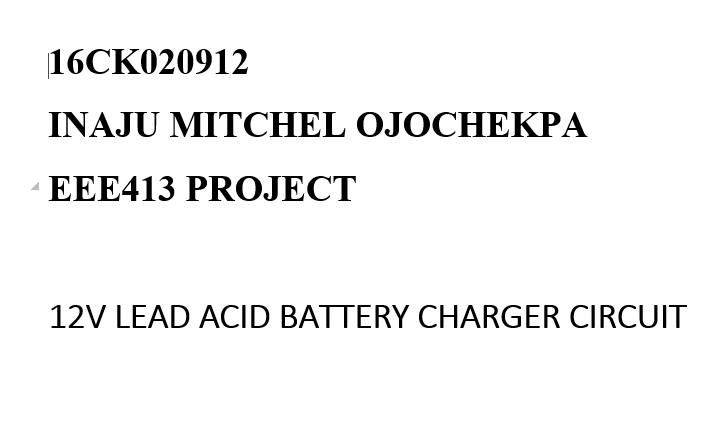 16CK020912
INAJU MITCHEL OJOCHEKPA
EEE413 PROJECT
12V LEAD ACID BATTERY CHARGER CIRCUIT